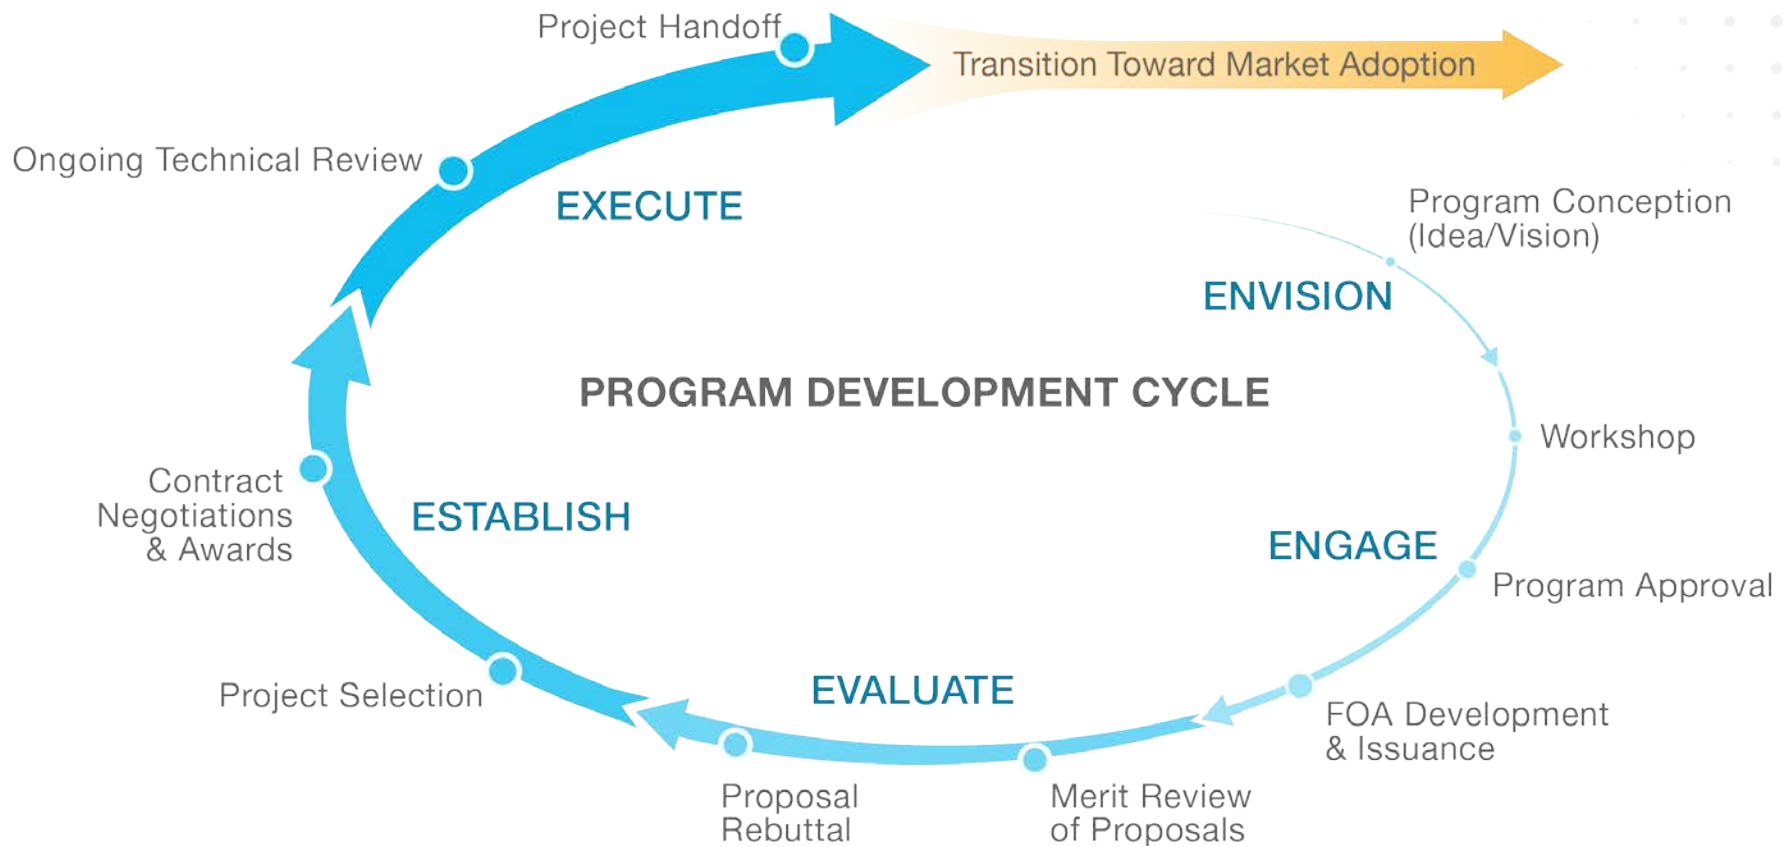 Project Handoff
Transition Toward Market Adoption
Ongoing Technical Review
EXECUTE
Program Conception
(Idea/Vision)
ENVISION
PROGRAM DEVELOPMENT CYCLE
Workshop
Contract
Negotiations
& Awards
ESTABLISH
ENGAGE
Program Approval
Project Selection
EVALUATE
FOA Development
& Issuance
Proposal
Rebuttal
Merit Review
of Proposals